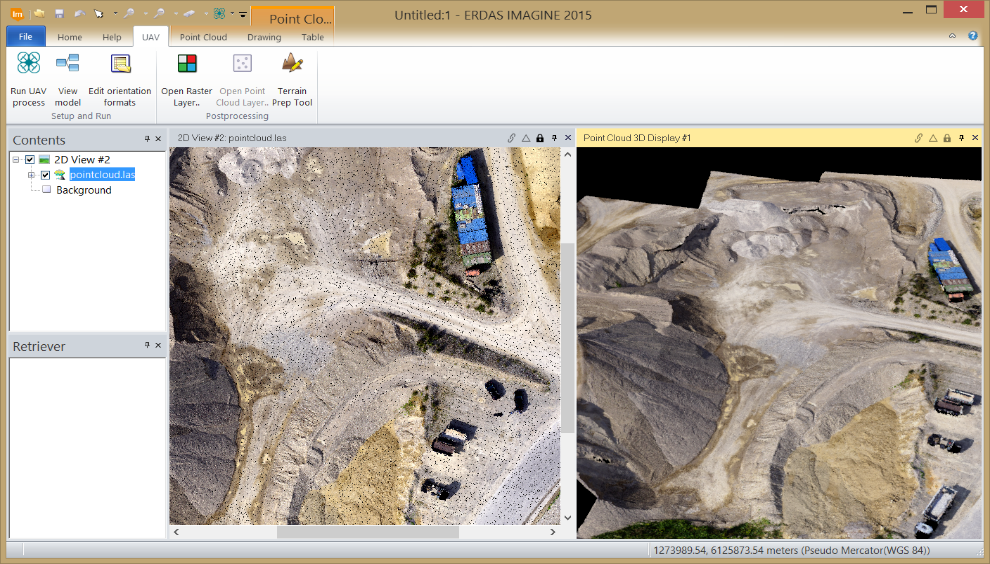 Im
Point Clo...
Untitled:1 - ERDAS IMAGINE 2015
File Home Help UAV Point Cloud Drawing Table
Run UAV process
View model
Edit orientation formats
Open Raster Layer..
Open Point Cloud Layer..
Terrain Prep Tool
Setup and Run
Postprocessing
Contents
2D View #2
pointcloud.las
Background
Retriever
2D View #2: pointcloud.las
Point Cloud 3D Display #1
1273989.54, 6125873.54 meters (Pseudo Mercator(WGS 84))